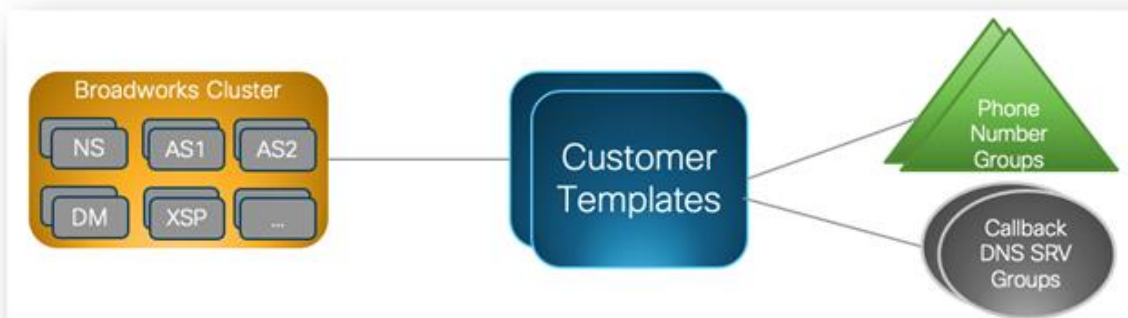 Broadworks Cluster
NS
AS1
AS2
DM
XSP
...
Customer
Templates
Phone
Number
Groups
Callback
DNS SRV
Groups